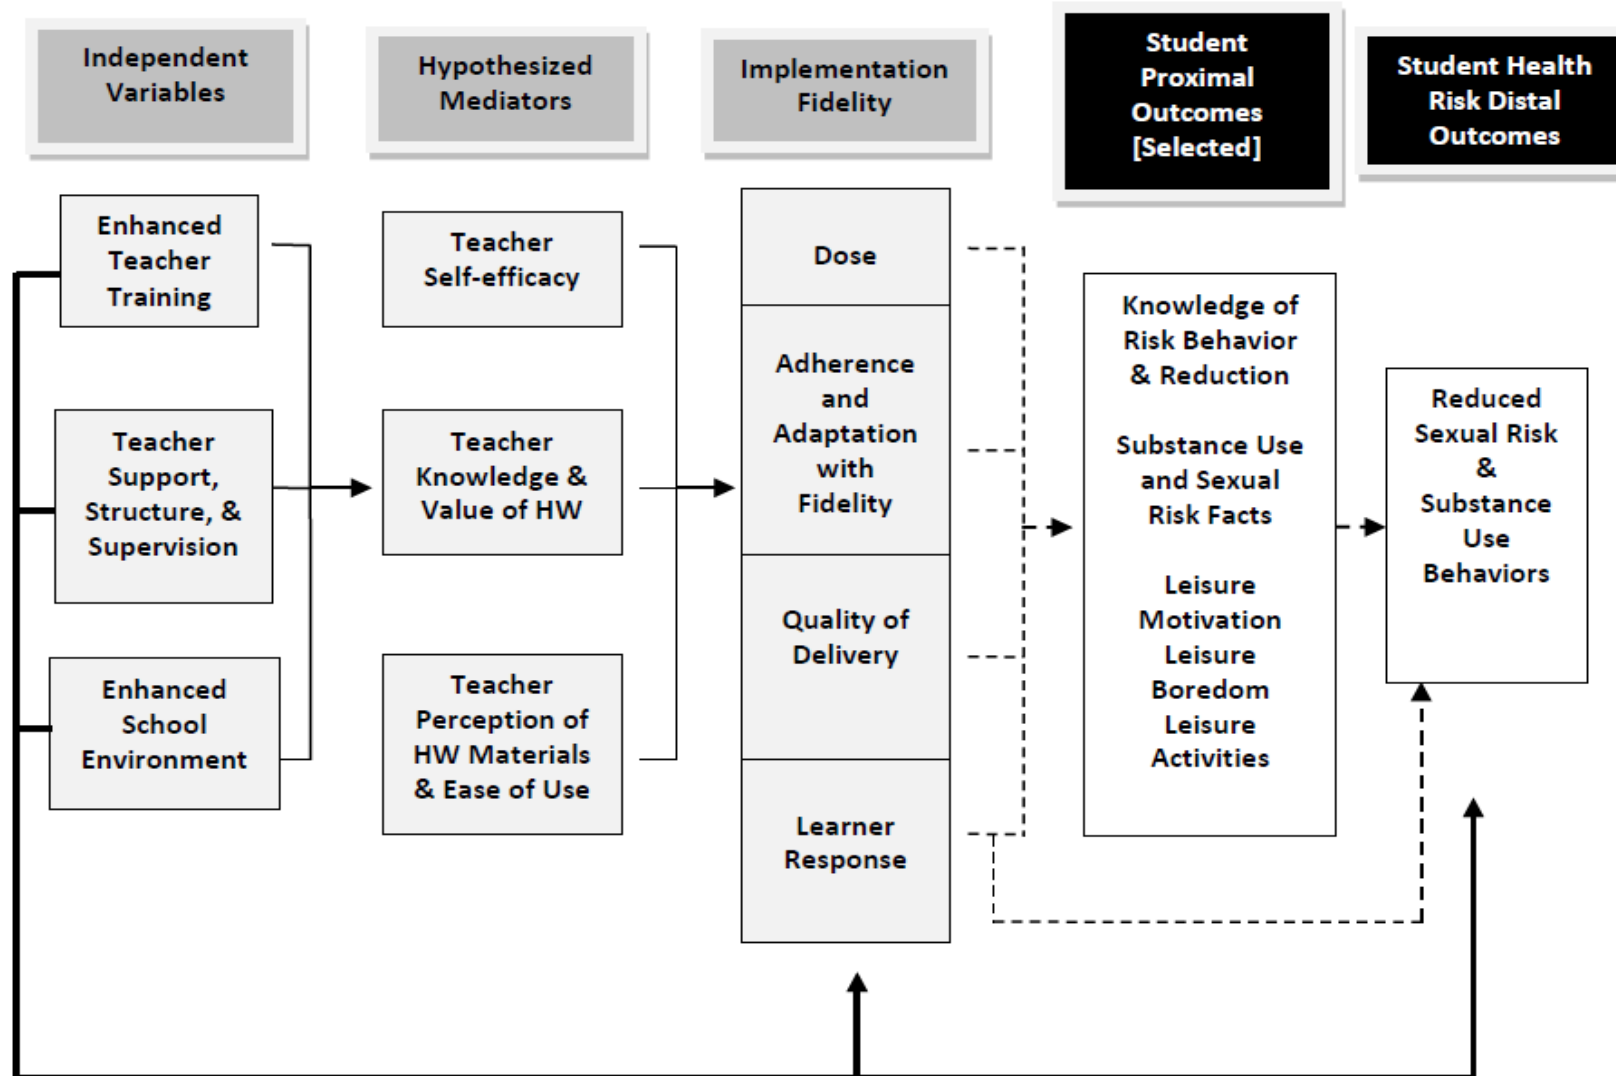 Independent
Variables
Hypothesized
Mediators
Implementation
Fidelity
Student
Proximal
Outcomes
[Selected]
Student Health
Risk Distal
Outcomes
Enhanced
Teacher
Training
Teacher
Support,
Structure, &
Supervision
Enhanced
School
Environment
Teacher
Self-efficacy
Teacher
Knowledge &
Value of HW
Teacher
Perception of
HW Materials
& Ease of Use
Dose
Adherence
and
Adaptation
with
Fidelity
Quality of
Delivery
Learner
Response
Knowledge of
Risk Behavior
& Reduction
Substance Use
and Sexual
Risk Facts
Leisure
Motivation
Leisure
Boredom
Leisure
Activities
Reduced
Sexual Risk
&
Substance
Use
Behaviors